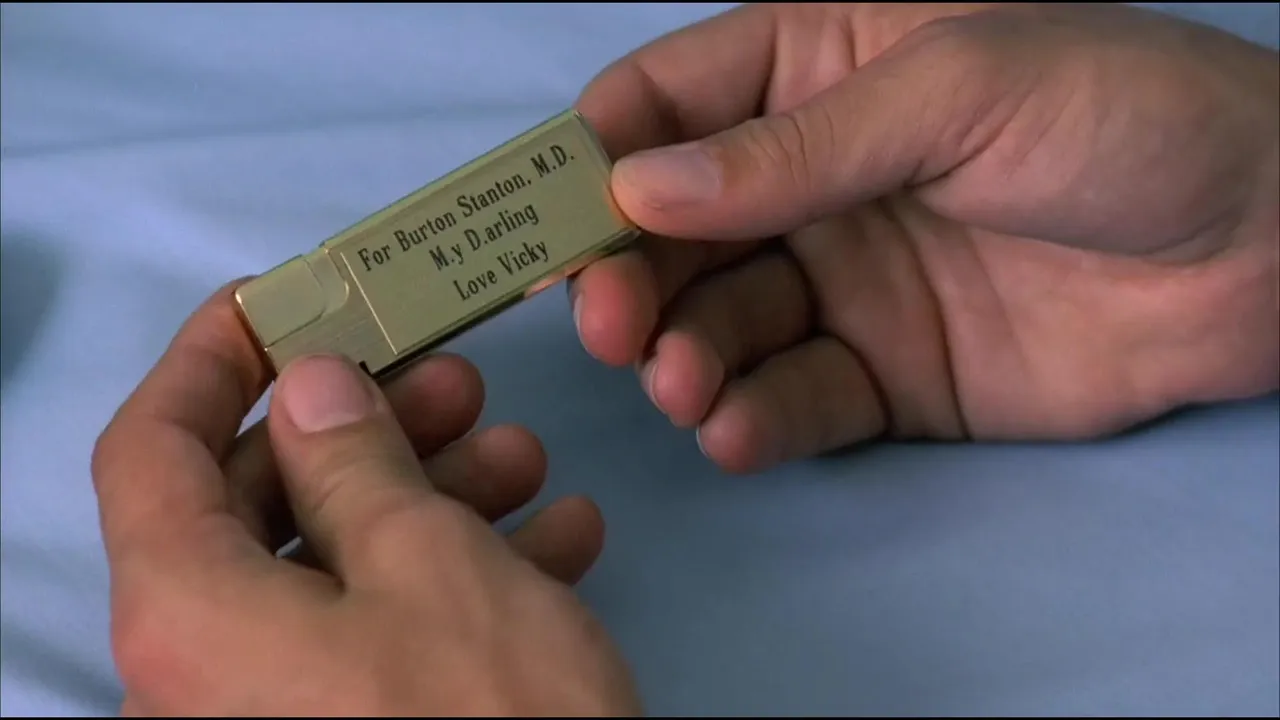 For Burton Stanton, M.D.
M.y D.arling
Love Vicky